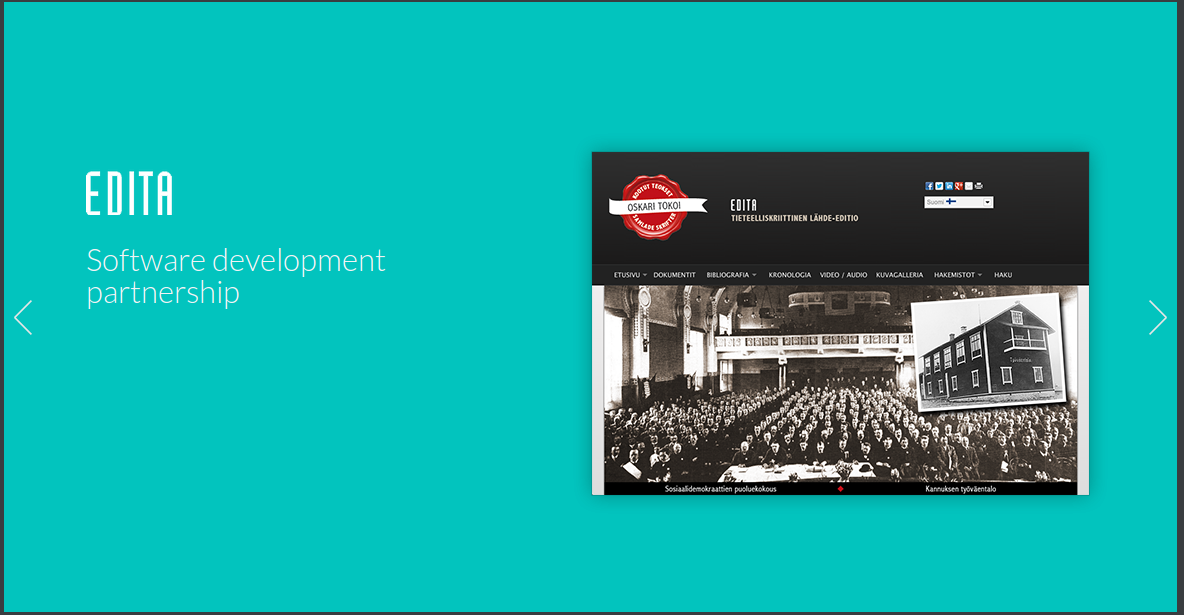 EDITA
Software development
partnership
KOOTUT TEOKSET
OSKARI TOKOI
SAMLADE SKRIFTER
EDITA
TIETEELLISKRIITTINEN LÄHDE-EDITIO
Suomi
ETUSIVU DOKUMENTIT BIBLIOGRAFIA KRONOLOGIA VIDEO / AUDIO KUVAGALLERIA HAKEMISTOT HAKU
Työväentalo.
Sosiaalidemokraattien puoluekokous
Kannuksen työväentalo